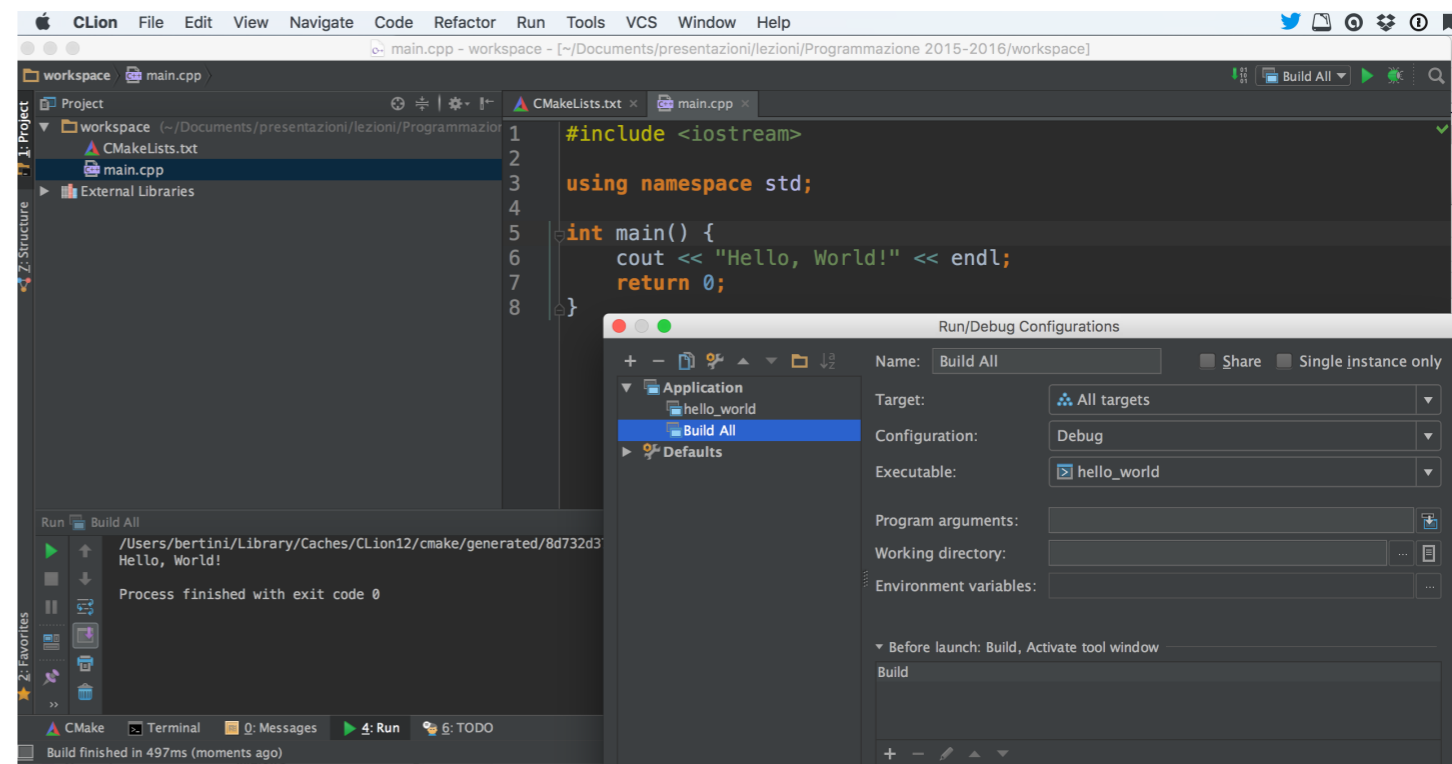 CLion File Edit View Navigate Code Refactor Run Tools VCS Window Help
main.cpp - workspace - [~/Documents/presentazioni/lezioni/Programmazione 2015-2016/workspace]
workspace main.cpp
Build All
Project
CMakeLists.txt main.cpp
1: Project
workspace (~/Documents/presentazioni/lezioni/Programmazior
CMakeLists.txt
main.cpp
External Libraries
Z: Structure
1 #include <iostream>
2
3 using namespace std;
4
5 int main() {
6 cout << "Hello, World!" << endl;
7 return 0;
8 }
Run/Debug Configurations
Name: Build All Share Single instance only
Application
hello_world
Build All
Defaults
Target: All targets
Configuration: Debug
Executable: hello_world
Program arguments:
Working directory:
Environment variables:
Before launch: Build, Activate tool window
Build
Run Build All
/Users/bertini/Library/Caches/CLion12/cmake/generated/8d732d3
Hello, World!
Process finished with exit code 0
2: Favorites
CMake Terminal 0: Messages 4: Run 6: TODO
Build finished in 497ms (moments ago)